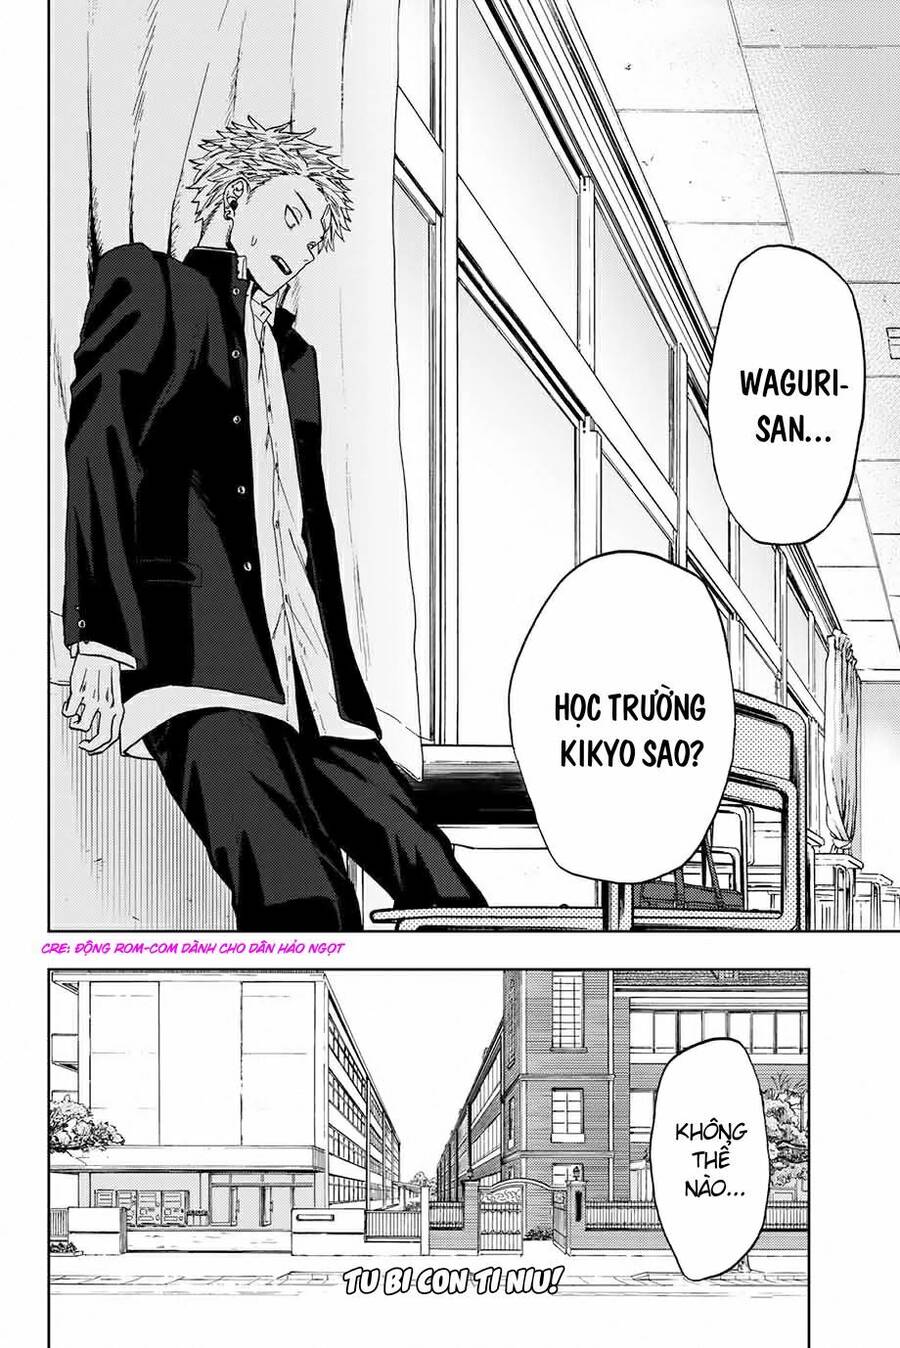 WAGURI-
SAN...
HỌC TRƯỜNG
KIKYO SAO?
CRE: ĐỘNG ROM-COM DÀNH CHO DÂN HẢO NGỌT
KHÔNG
THỂ
NÀO...
TU BI CON TI NIU!